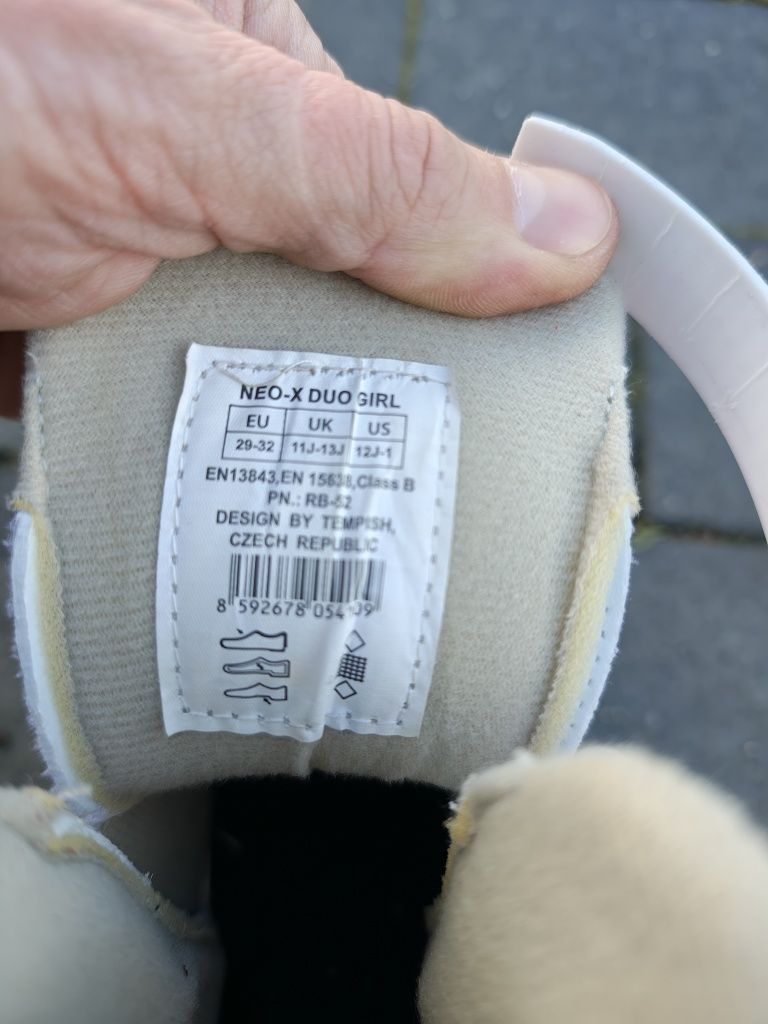 NEO-X DUO GIRL
EU UK US
29-32 11J-13J 12J-1
EN13843,EN 15638,Class B
PN.: RB-52
DESIGN BY TEMPISH,
CZECH REPUBLIC
8 592678 054